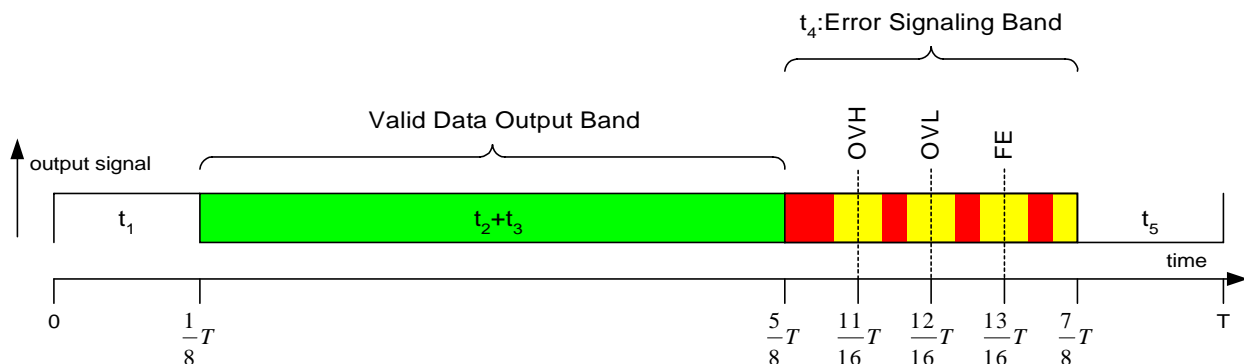 t₄:Error Signaling Band
Valid Data Output Band
OVH
OVL
FE
output signal
t₁
t₂+t₃
t₅
time
0
1/8 T
5/8 T
11/16 T
12/16 T
13/16 T
7/8 T
T